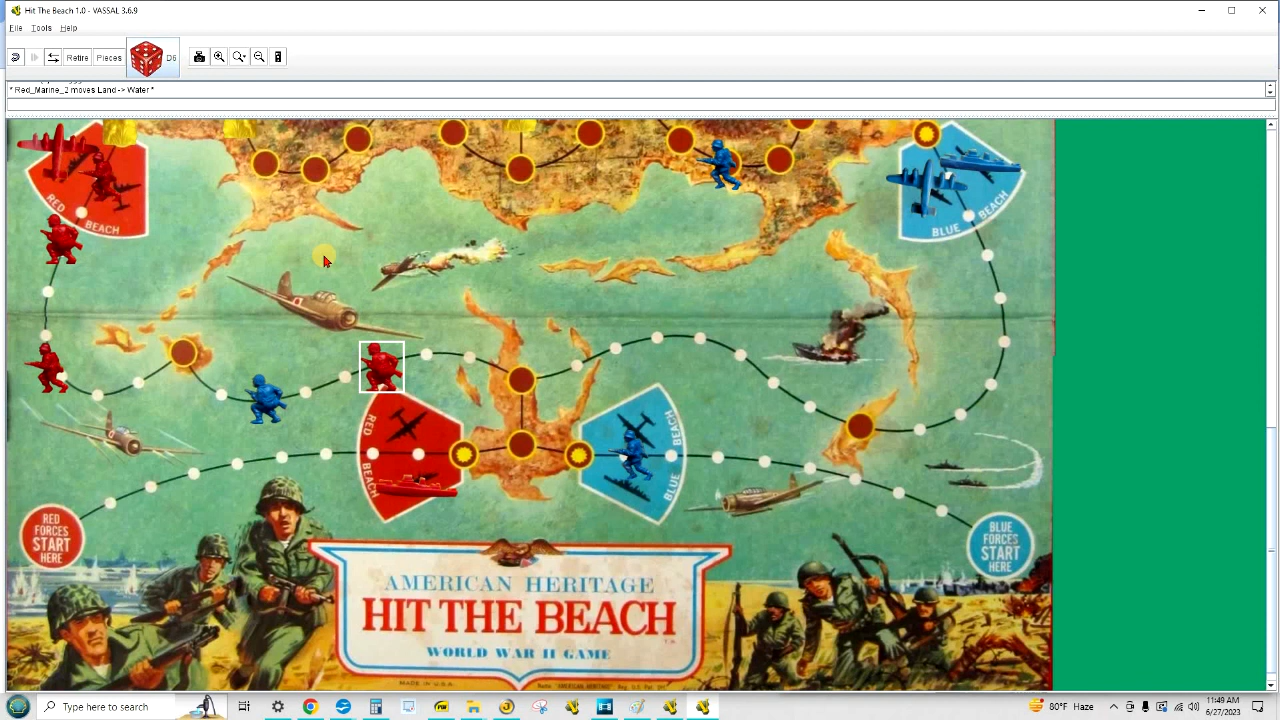 Hit The Beach 1.0 - VASSAL 3.6.9
File Tools Help
Retire Pieces D6
* Red_Marine_2 moves Land -> Water *
RED BEACH
BLUE BEACH
RED BEACH
BLUE BEACH
RED
FORCES
START
HERE
BLUE
FORCES
START
HERE
AMERICAN HERITAGE
HIT THE BEACH
WORLD WAR II GAME
MADE IN U.S.A.
Type here to search
80°F Haze
11:49 AM
6/27/2023